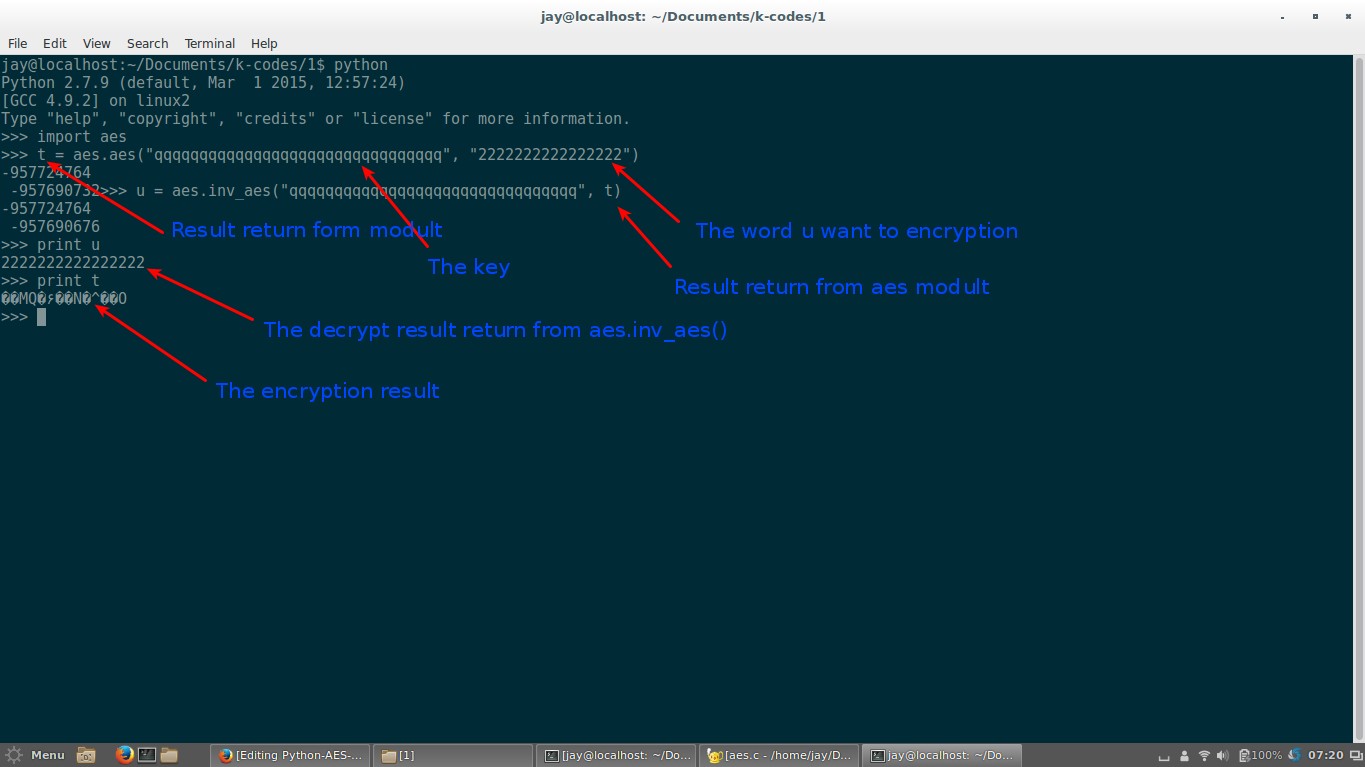 jay@localhost: ~/Documents/k-codes/1
File Edit View Search Terminal Help
jay@localhost:~/Documents/k-codes/1$ python
Python 2.7.9 (default, Mar  1 2015, 12:57:24)
[GCC 4.9.2] on linux2
Type "help", "copyright", "credits" or "license" for more information.
>>> import aes
>>> t = aes.aes("qqqqqqqqqqqqqqqqqqqqqqqqqqqqqqqq", "2222222222222222")
-957724764
 -957690732>>> u = aes.inv_aes("qqqqqqqqqqqqqqqqqqqqqqqqqqqqqqqq", t)
-957724764
 -957690676
Result return form modult
The word u want to encryption
>>> print u
2222222222222222
The key
>>> print t
Result return from aes modult
��MQ�۶��N�^��O
>>>
The decrypt result return from aes.inv_aes()
The encryption result
Menu [Editing Python-AES-... [1] [jay@localhost: ~/Do... [aes.c - /home/jay/D... jay@localhost: ~/Do... 100% 07:20